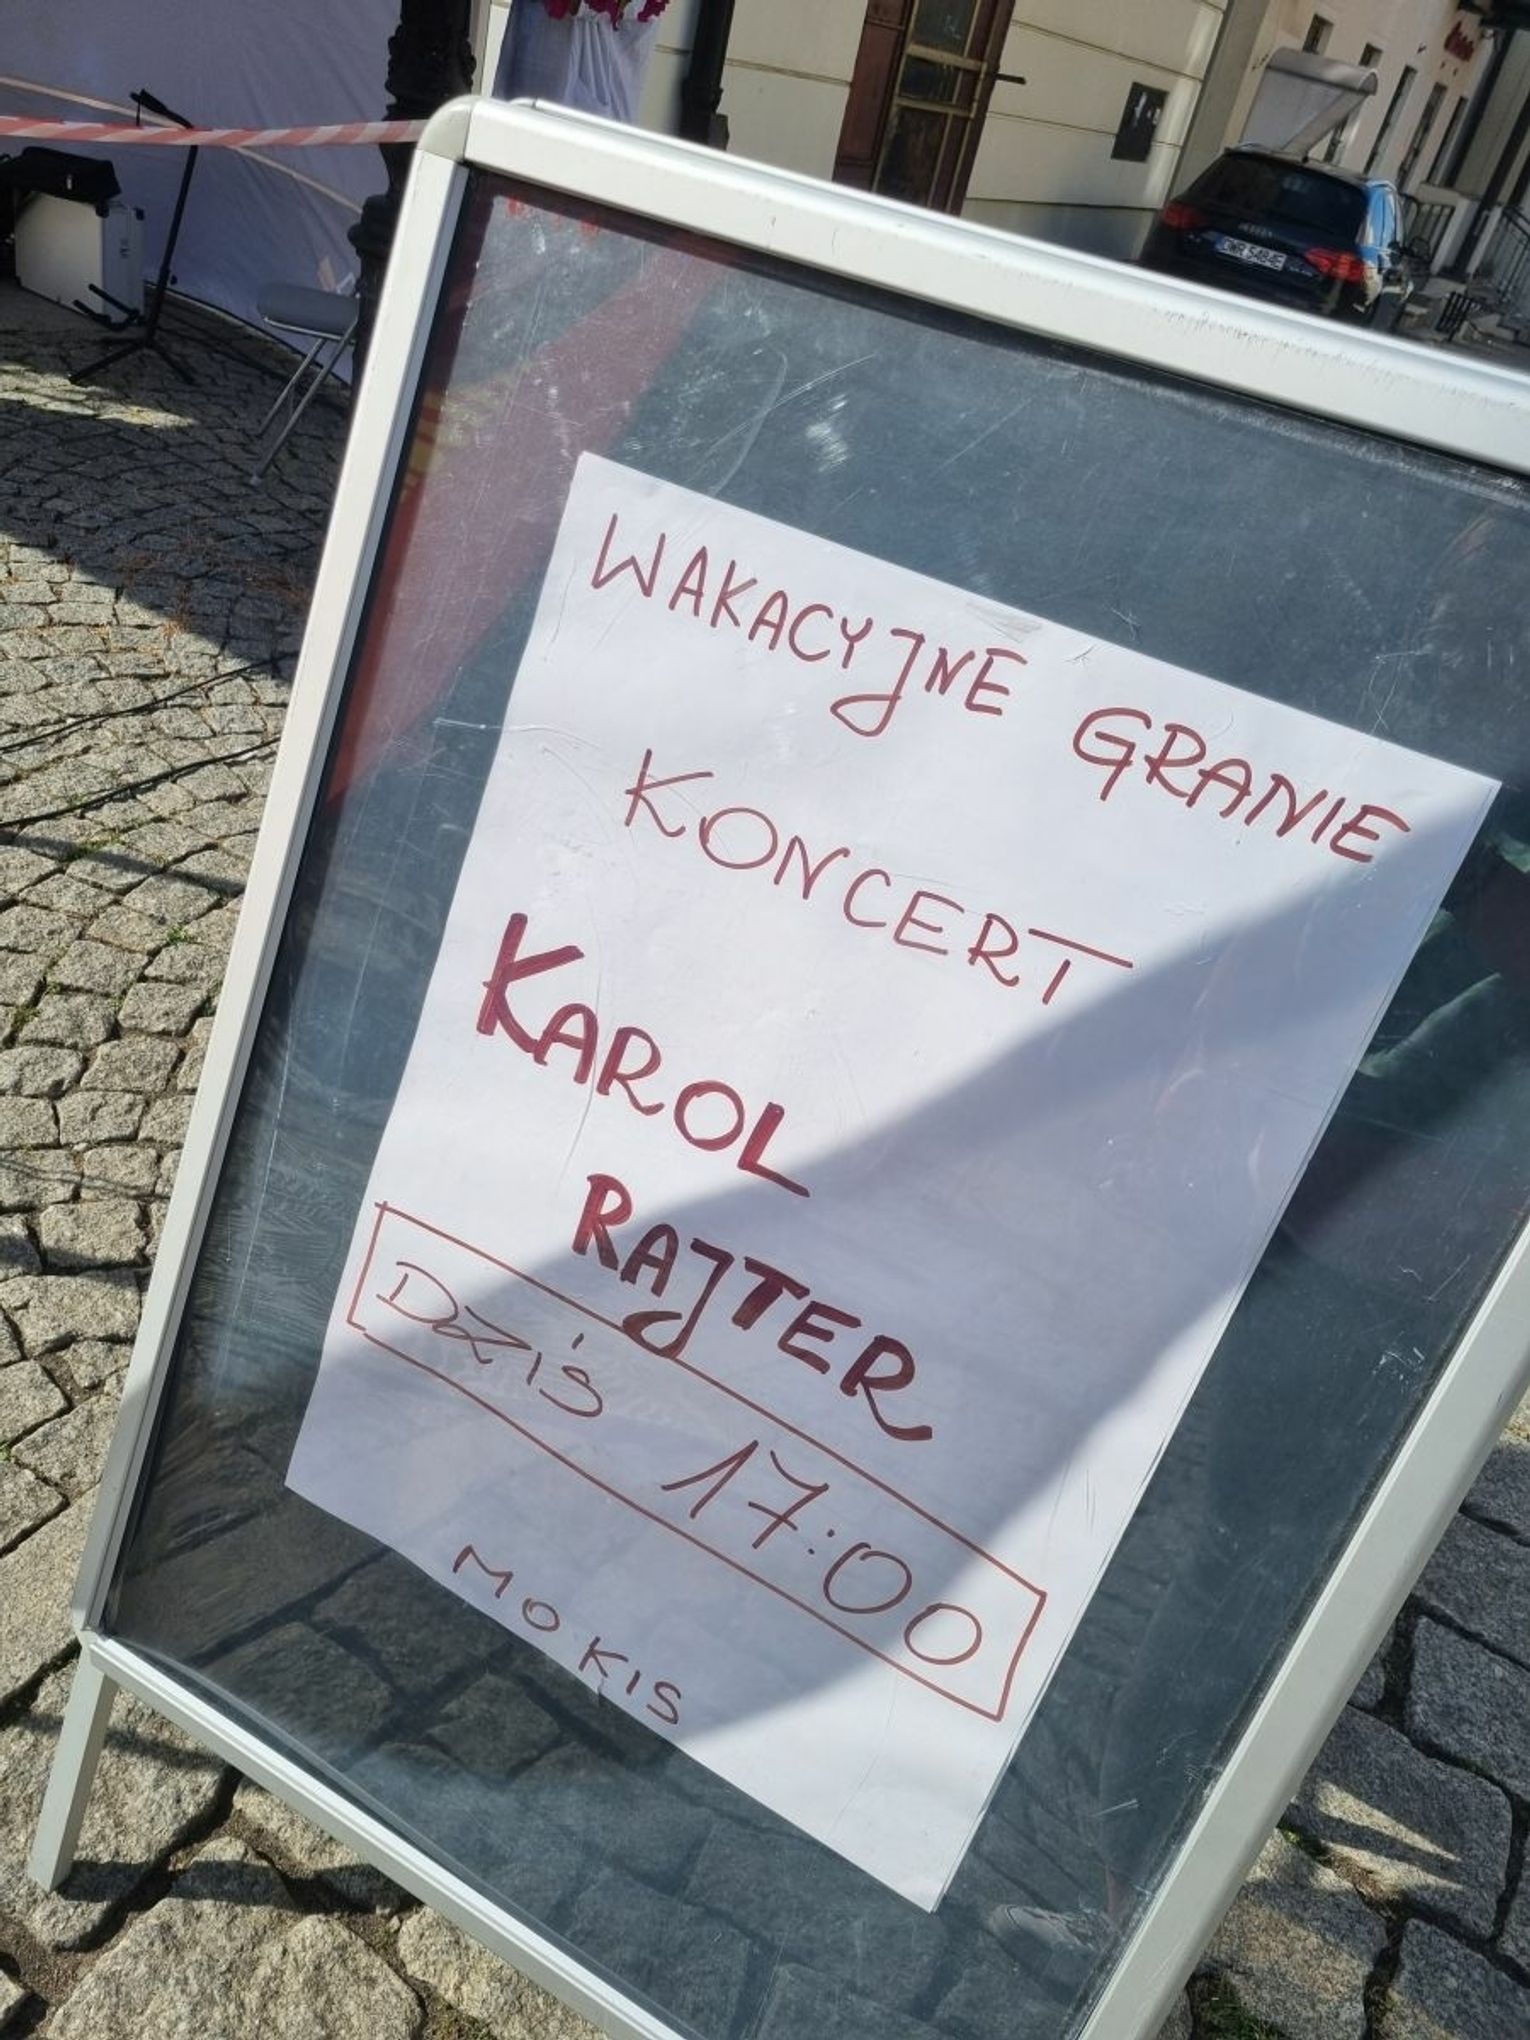 WAKACYJNE GRANIE
KONCERT
KAROL
RAJTER
DZIŚ 17:00
MOKIS